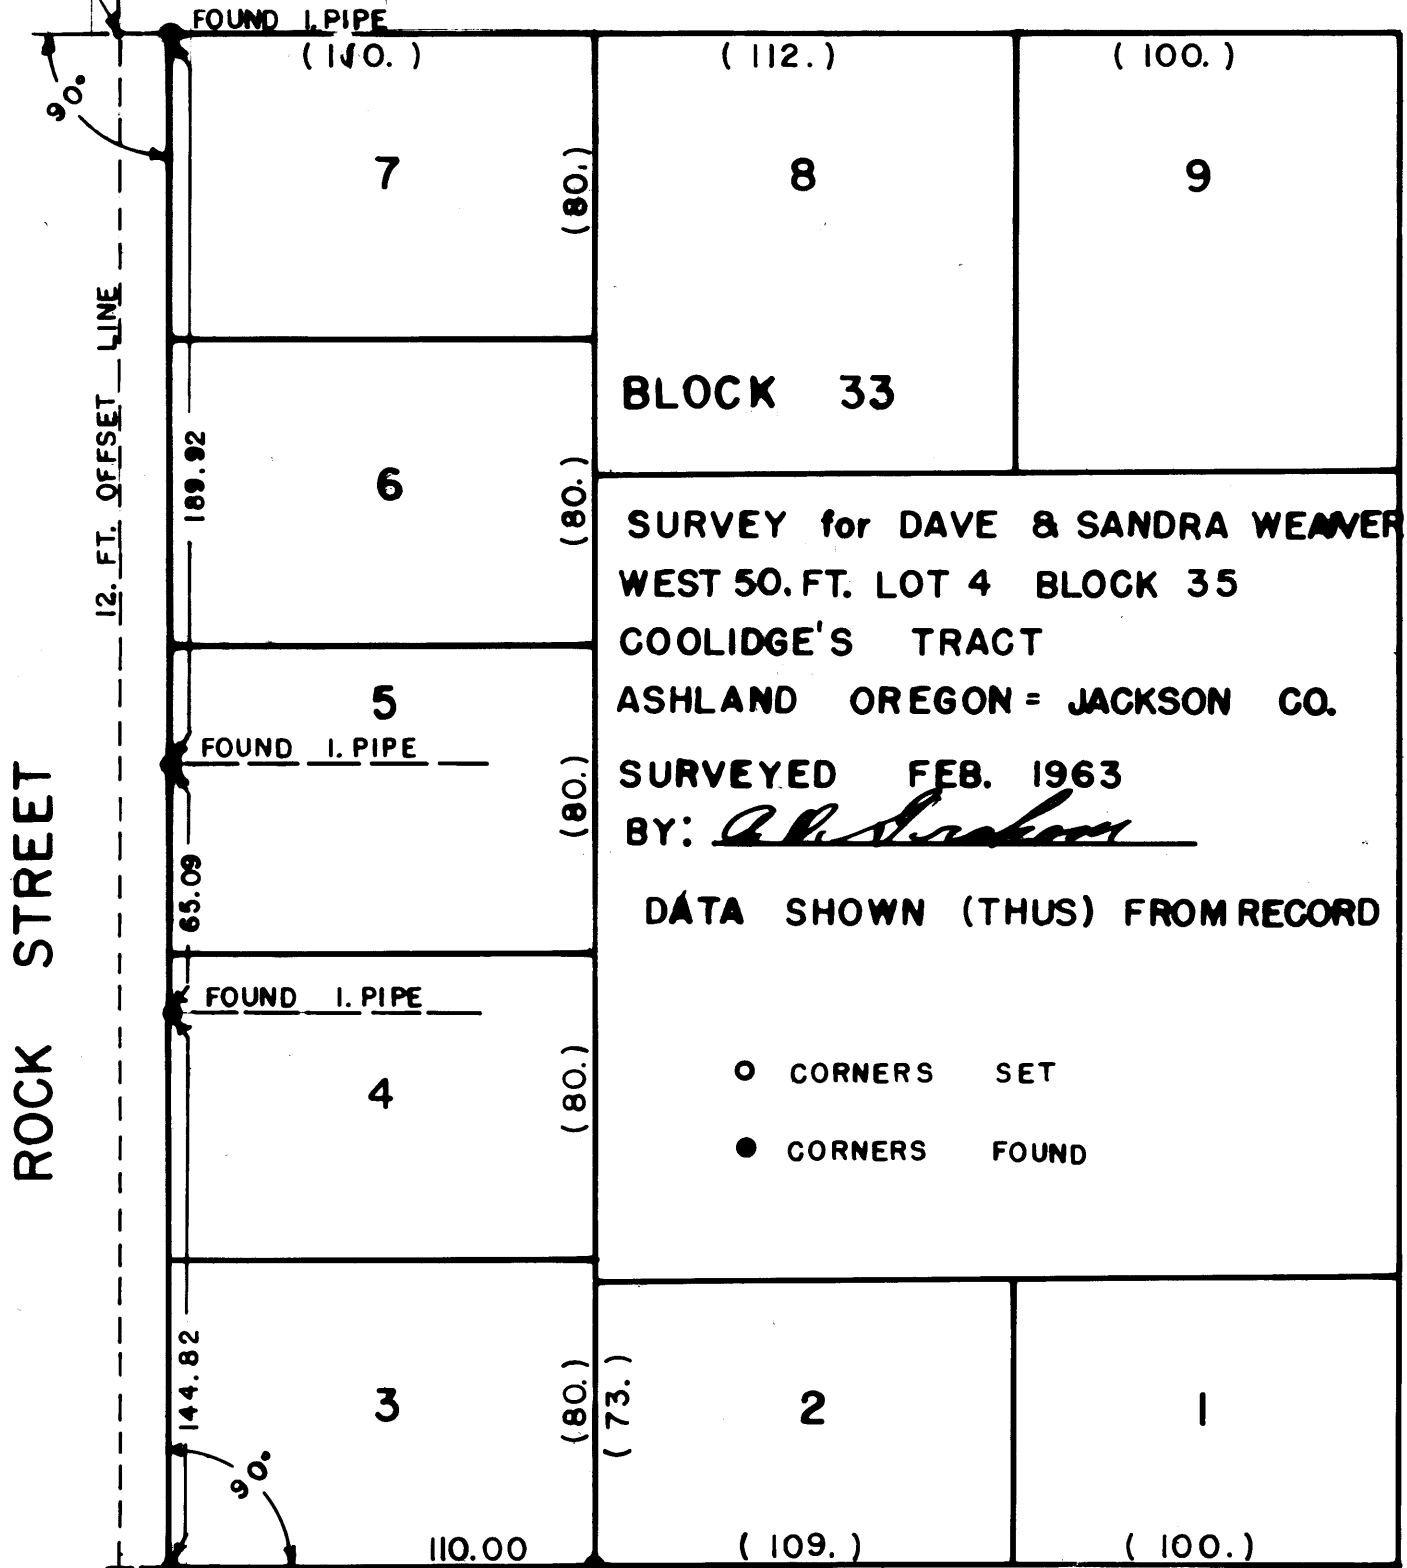 FOUND I. PIPE
(110.)
(112.)
(100.)
90.°
7
(80.)
8
9
12. FT. OFFSET LINE
189.92
BLOCK 33
6
(80.)
SURVEY for DAVE & SANDRA WEAVER
WEST 50. FT. LOT 4 BLOCK 35
COOLIDGE'S TRACT
ASHLAND OREGON = JACKSON CO.
5
FOUND I. PIPE
(80.)
SURVEYED FEB. 1963
BY:
ROCK STREET
65.09
DATA SHOWN (THUS) FROM RECORD
FOUND I. PIPE
4
(80.)
CORNERS SET
CORNERS FOUND
144.82
3
(80.)
(73.)
2
1
90.°
110.00
(109.)
(100.)